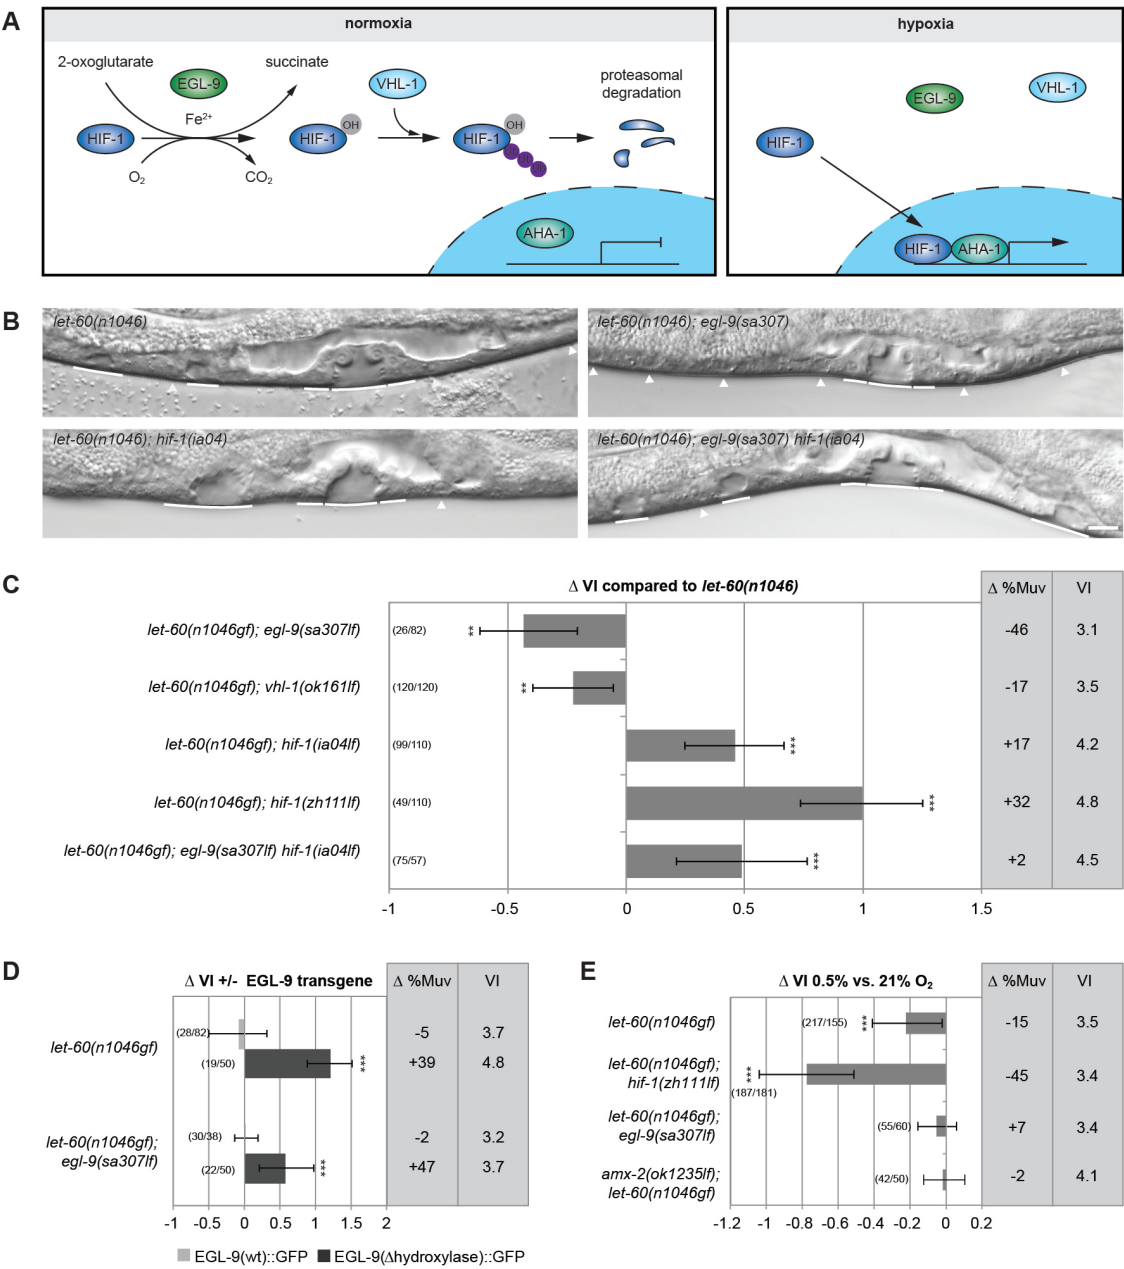 A
normoxia
2-oxoglutarate
EGL-9
succinate
VHL-1
proteasomal
degradation
Fe2+
HIF-1
HIF-1
OH
HIF-1
OH
Ub
Ub
Ub
O2
CO2
AHA-1
hypoxia
EGL-9
VHL-1
HIF-1
HIF-1
AHA-1
B
let-60(n1046)
let-60(n1046); egl-9(sa307)
let-60(n1046); hif-1(ia04)
let-60(n1046); egl-9(sa307) hif-1(ia04)
C
Δ VI compared to let-60(n1046)
Δ %Muv
VI
let-60(n1046gf); egl-9(sa307lf)
(26/82)
**
-46
3.1
let-60(n1046gf); vhl-1(ok161lf)
(120/120)
**
-17
3.5
let-60(n1046gf); hif-1(ia04lf)
(99/110)
***
+17
4.2
let-60(n1046gf); hif-1(zh111lf)
(49/110)
***
+32
4.8
let-60(n1046gf); egl-9(sa307lf) hif-1(ia04lf)
(75/57)
***
+2
4.5
-1
-0.5
0
0.5
1
1.5
D
Δ VI +/- EGL-9 transgene
Δ %Muv
VI
let-60(n1046gf)
(28/82)
-5
3.7
(19/50)
***
+39
4.8
let-60(n1046gf);
egl-9(sa307lf)
(30/38)
-2
3.2
(22/50)
***
+47
3.7
-1
-0.5
0
0.5
1
1.5
2
EGL-9(wt)::GFP
EGL-9(Δhydroxylase)::GFP
E
Δ VI 0.5% vs. 21% O2
Δ %Muv
VI
let-60(n1046gf)
(217/155)
***
-15
3.5
let-60(n1046gf);
hif-1(zh111lf)
***
(187/181)
-45
3.4
let-60(n1046gf);
egl-9(sa307lf)
(55/60)
+7
3.4
amx-2(ok1235lf);
let-60(n1046gf)
(42/50)
-2
4.1
-1.2
-1
-0.8
-0.6
-0.4
-0.2
0
0.2